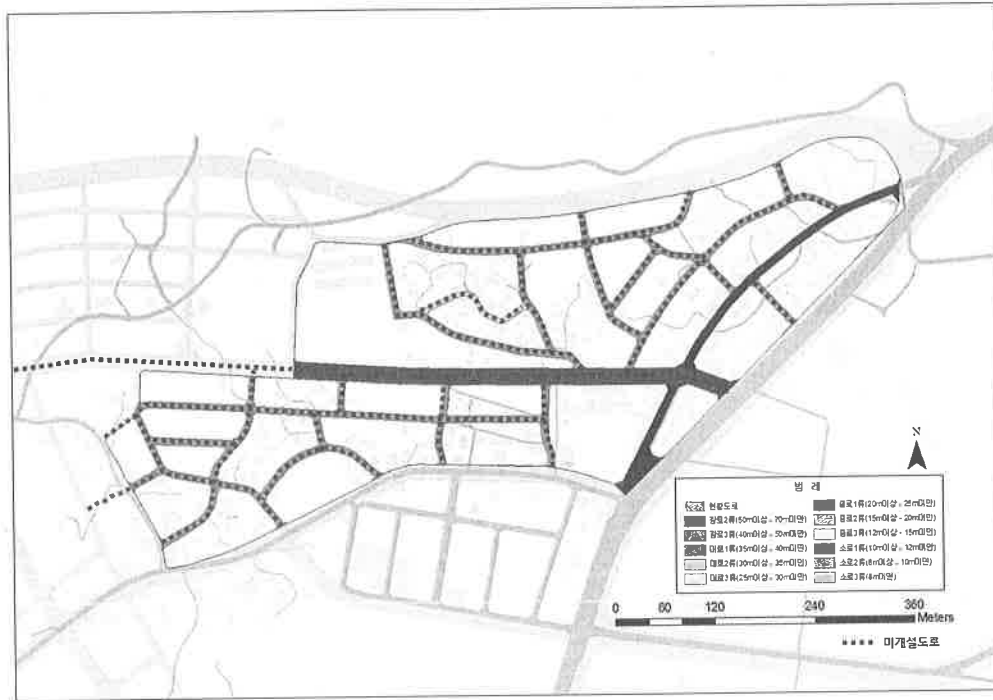 N
범 례
현황도로
광로2류(50m이상 - 70m미만)
광로3류(40m이상 - 50m미만)
대로1류(35m이상 - 40m미만)
대로2류(30m이상 - 35m미만)
대로3류(25m이상 - 30m미만)
중로1류(20m이상 - 25m미만)
중로2류(15m이상 - 20m미만)
중로3류(12m이상 - 15m미만)
소로1류(10m이상 - 12m미만)
소로2류(8m이상 - 10m미만)
소로3류(8m미만)
0 60 120 240 360
Meters
미개설도로